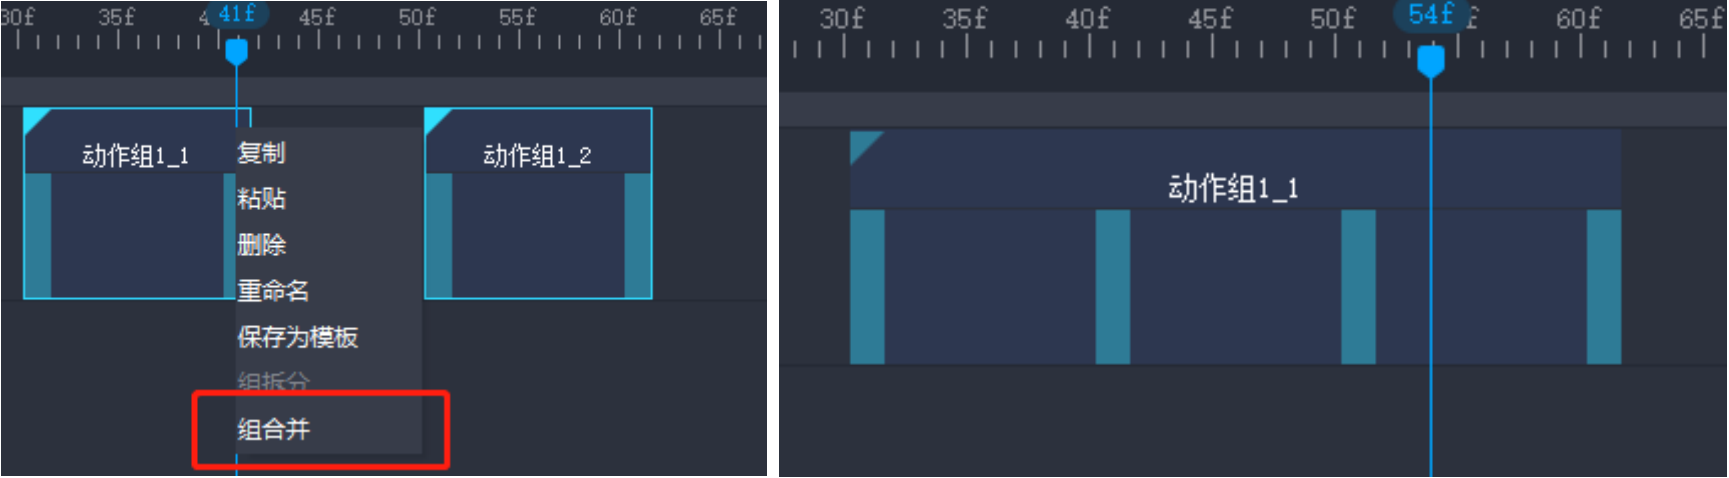 30f 35f 4 41f 45f 50f 55f 60f 65f
动作组1_1
动作组1_2
复制
粘贴
删除
重命名
保存为模板
组拆分
组合并
30f 35f 40f 45f 50f 54f f 60f 65f
动作组1_1